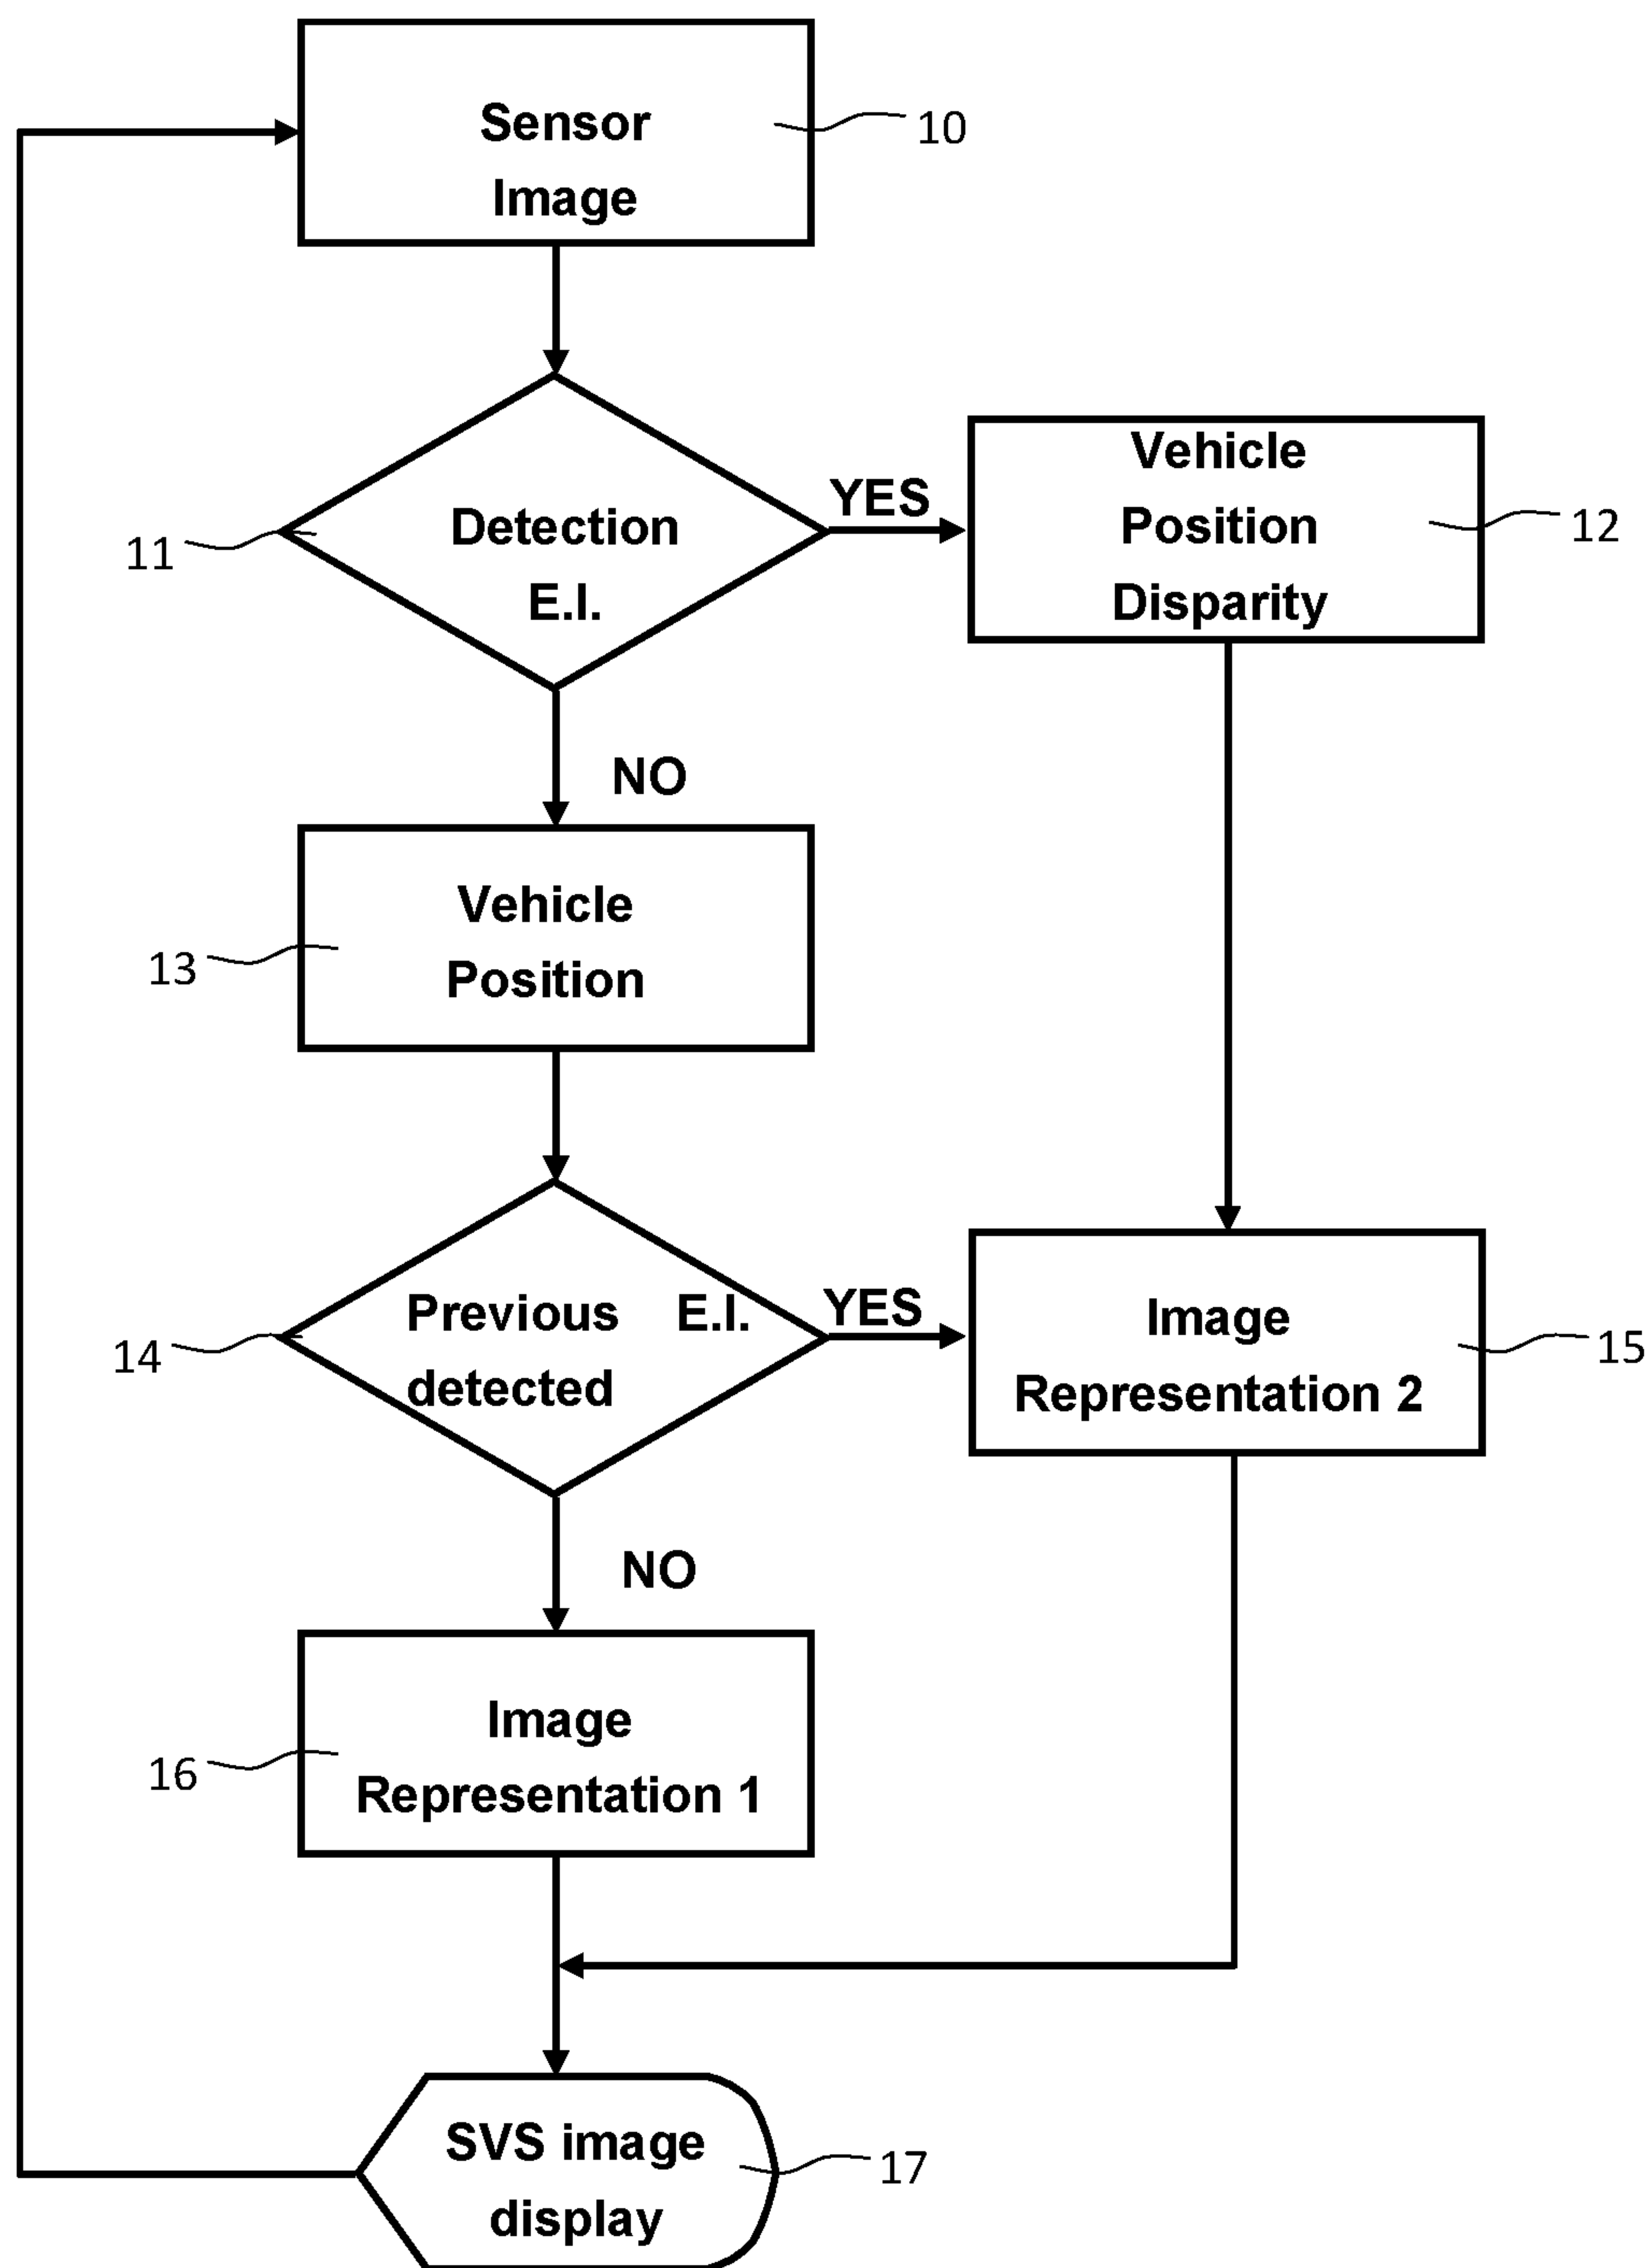 Sensor
Image
10
Detection
E.I.
11
YES
Vehicle
Position
Disparity
12
NO
Vehicle
Position
13
Previous E.I.
detected
14
YES
Image
Representation 2
15
NO
Image
Representation 1
16
SVS image
display
17